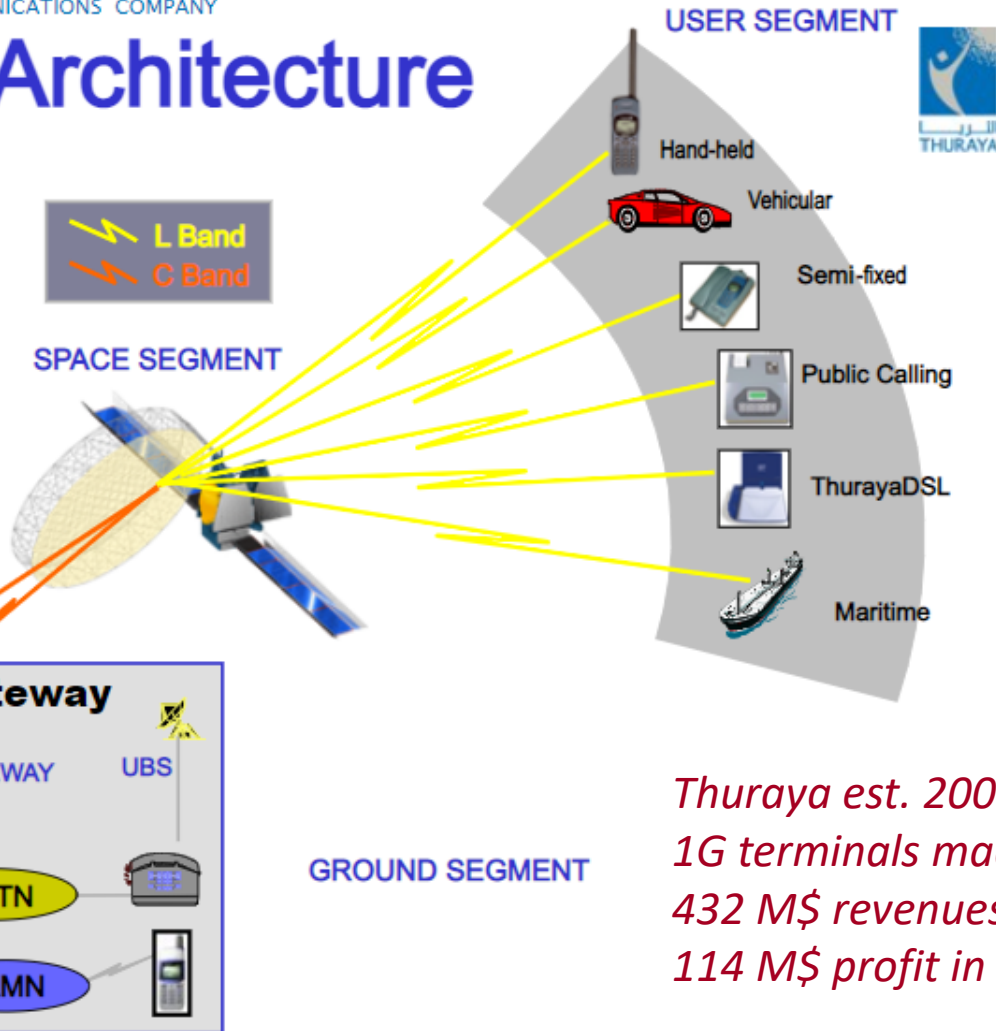 NICATIONS COMPANY
Architecture
USER SEGMENT
THURAYA
Hand-held
Vehicular
L Band
C Band
Semi-fixed
SPACE SEGMENT
Public Calling
ThurayaDSL
Maritime
teway
WAY
UBS
TN
MN
GROUND SEGMENT
Thuraya est. 200
1G terminals ma
432 M$ revenues
114 M$ profit in